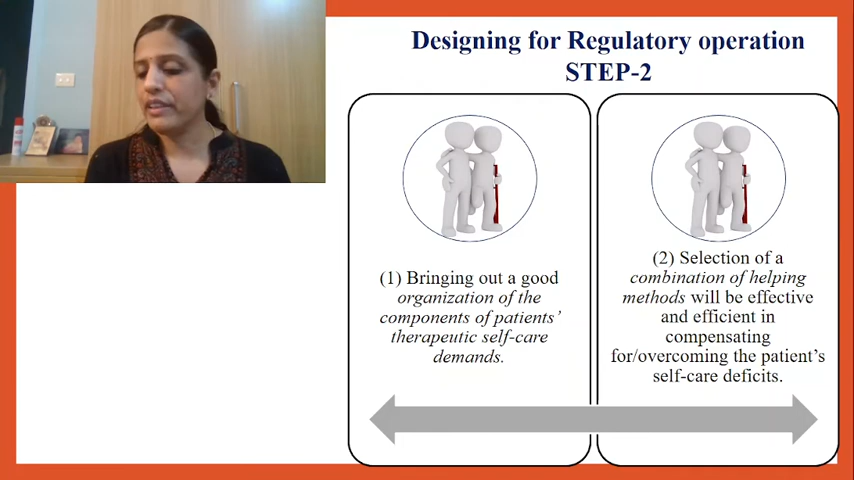 Designing for Regulatory operation
STEP-2
(1) Bringing out a good
organization of the
components of patients’
therapeutic self-care
demands.
(2) Selection of a
combination of helping
methods will be effective
and efficient in
compensating
for/overcoming the patient’s
self-care deficits.